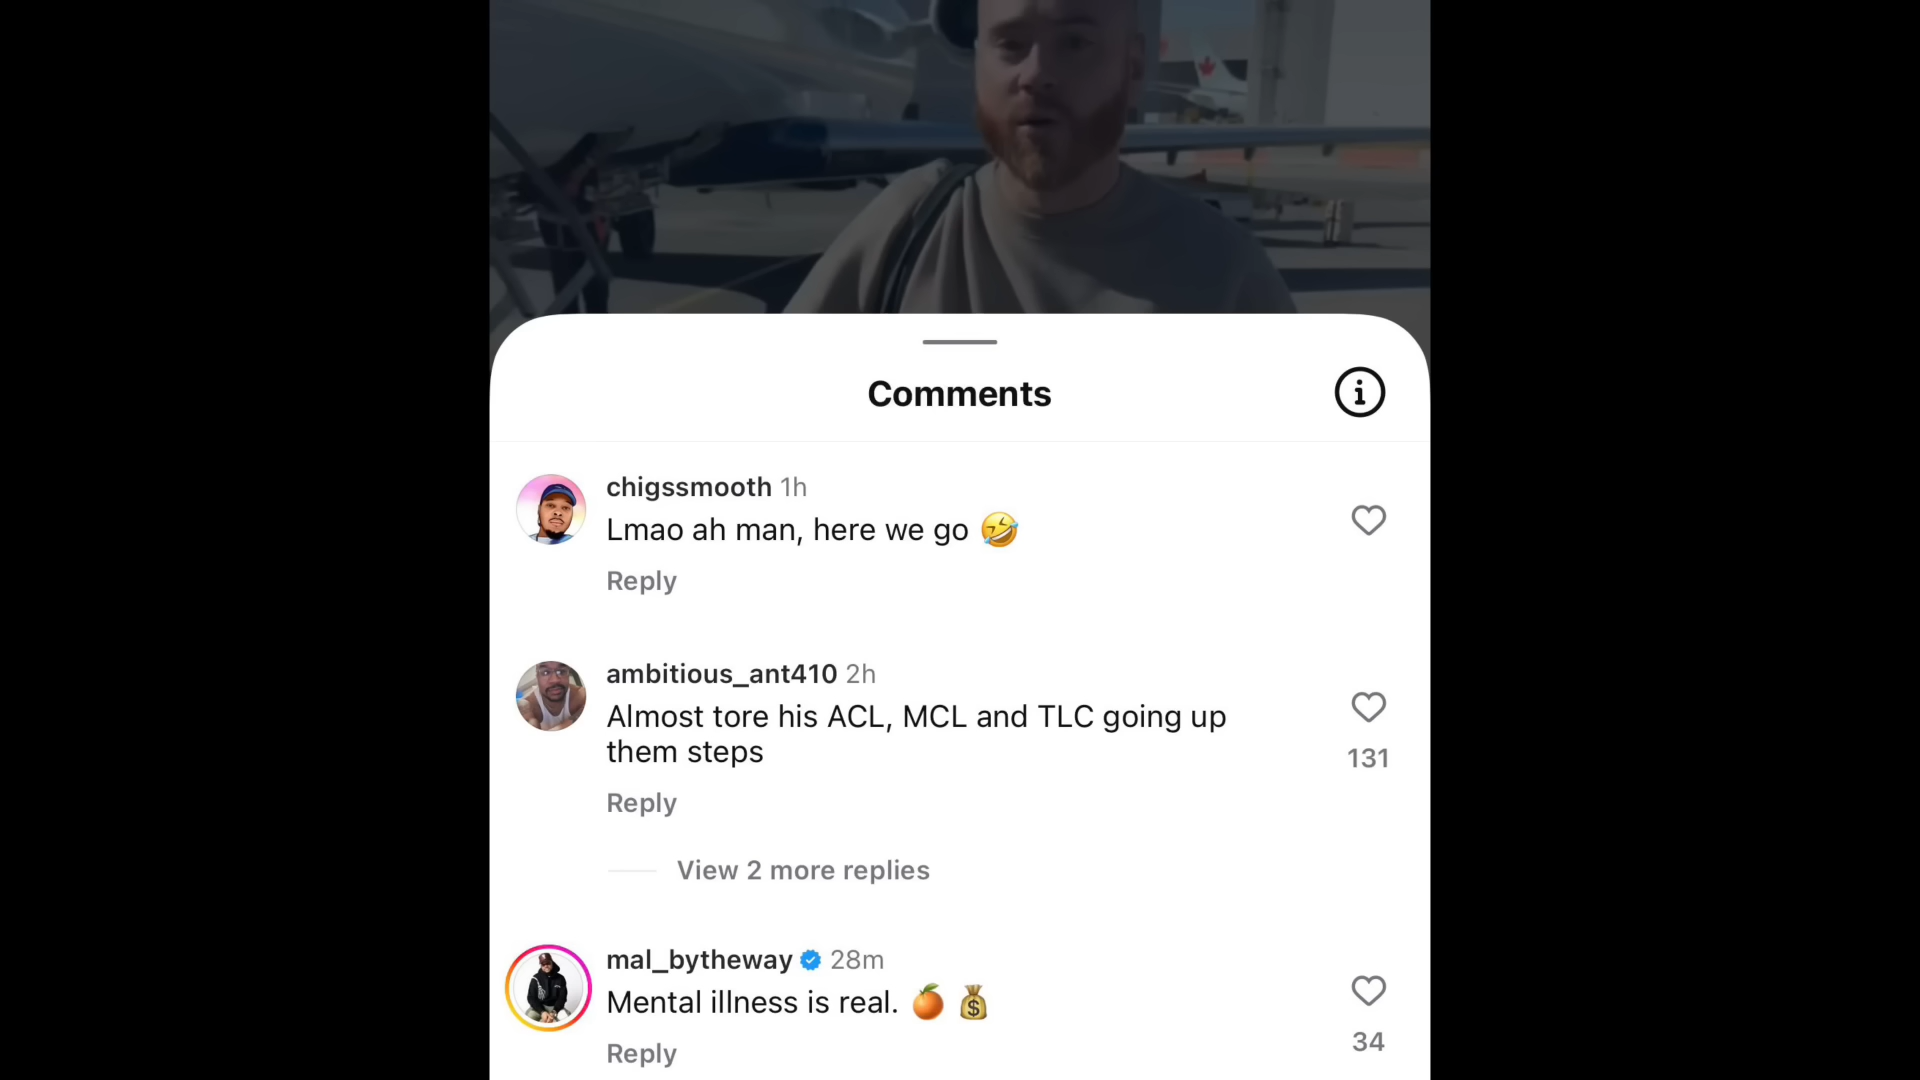 Comments
chigssmooth 1h
Lmao ah man, here we go 🤣
Reply
ambitious_ant410 2h
Almost tore his ACL, MCL and TLC going up
them steps
131
Reply
View 2 more replies
mal_bytheway 28m
Mental illness is real. 🍊 💰
34
Reply